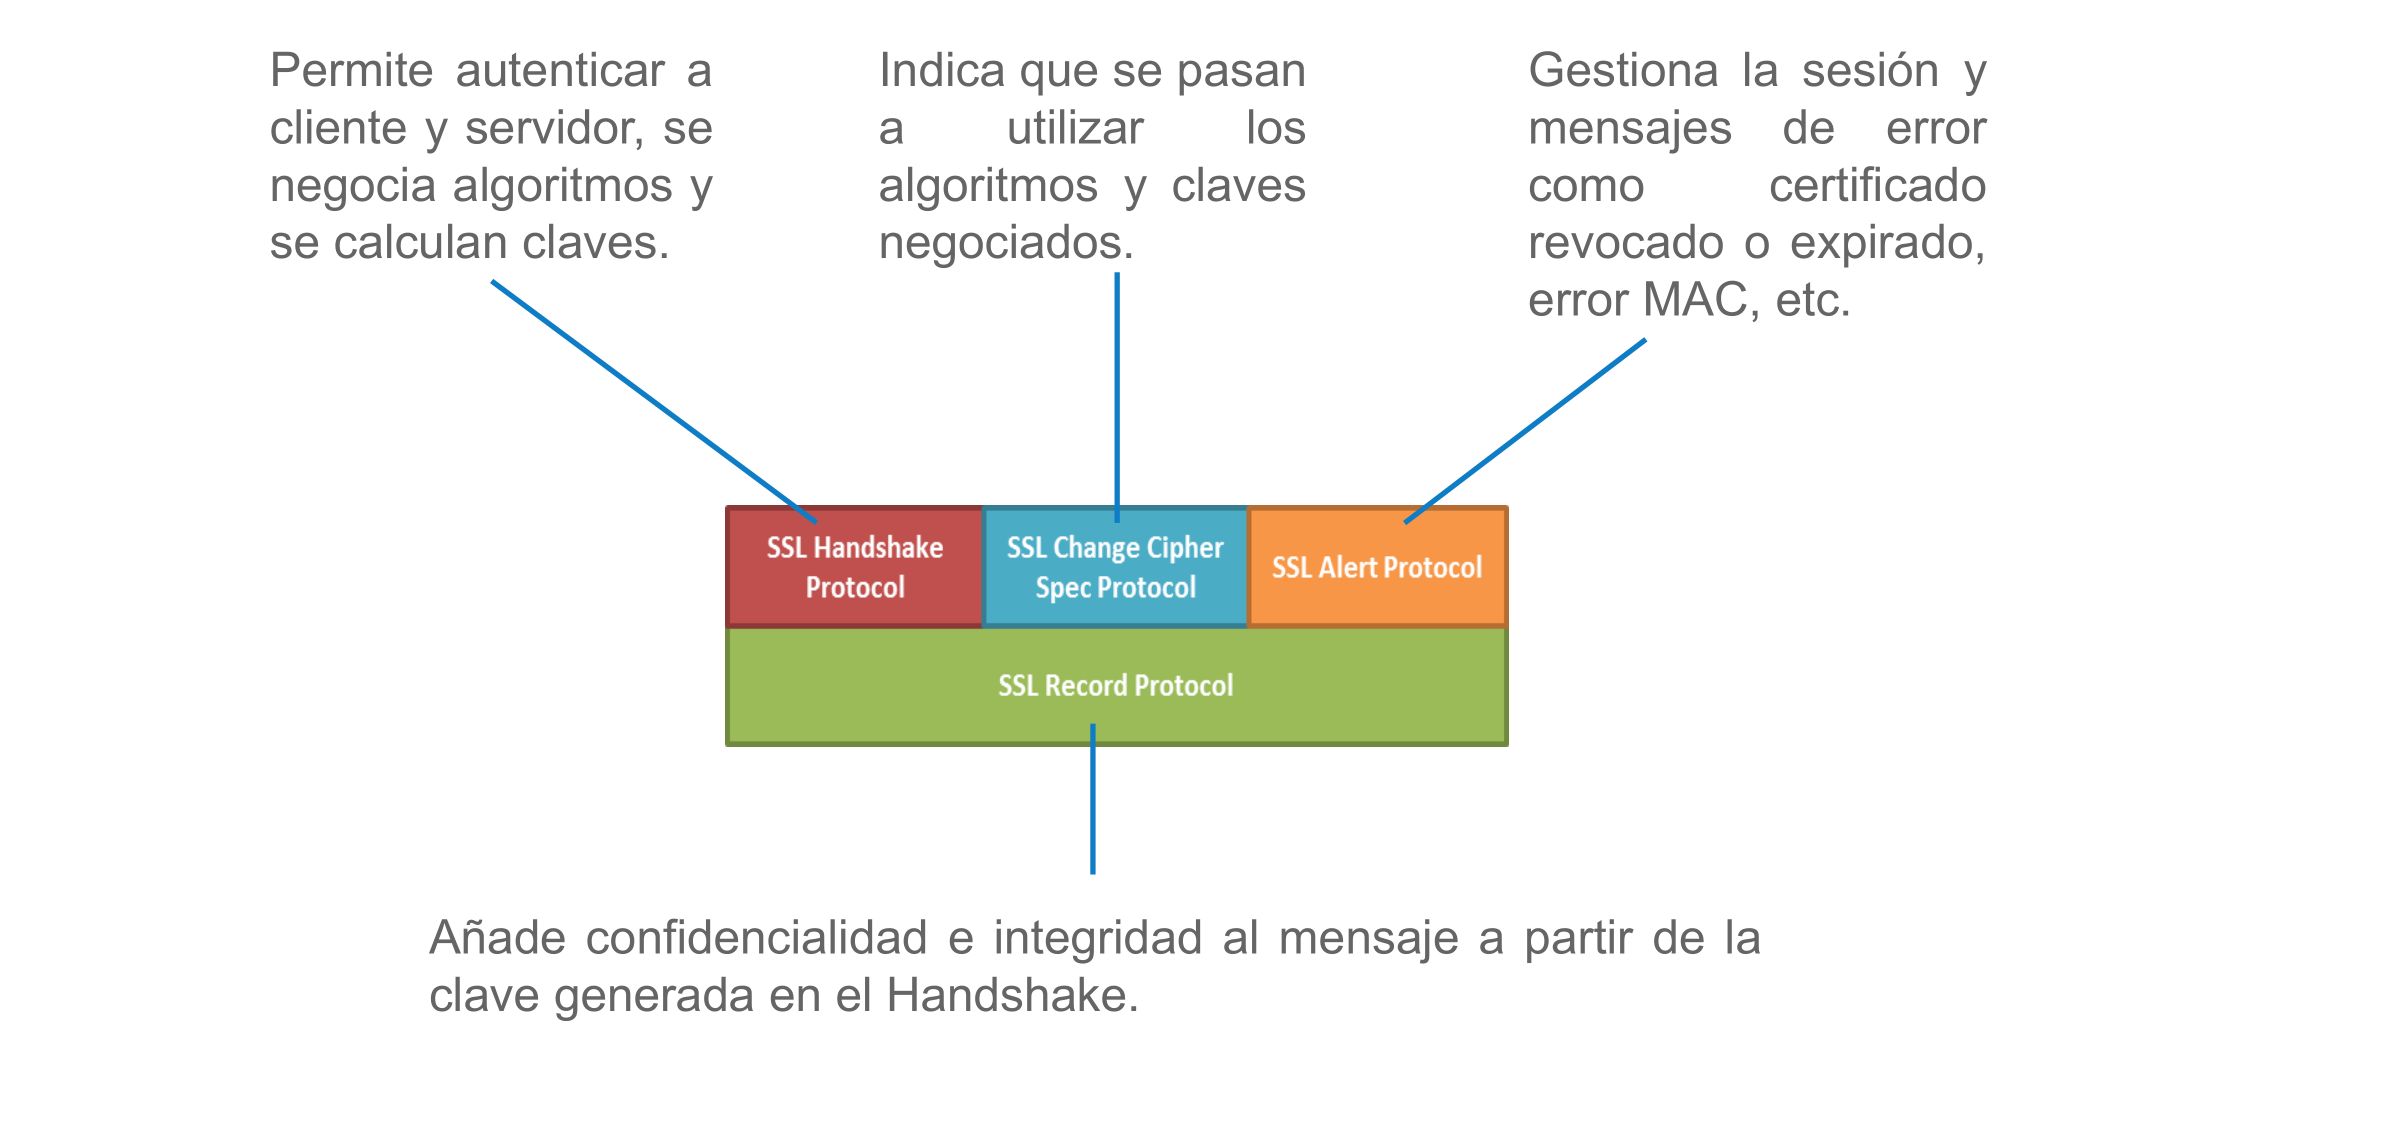 Permite autenticar a
cliente y servidor, se
negocia algoritmos y
se calculan claves.
Indica que se pasan
a utilizar los
algoritmos y claves
negociados.
Gestiona la sesión y
mensajes de error
como certificado
revocado o expirado,
error MAC, etc.
SSL Handshake
Protocol
SSL Change Cipher
Spec Protocol
SSL Alert Protocol
SSL Record Protocol
Añade confidencialidad e integridad al mensaje a partir de la
clave generada en el Handshake.